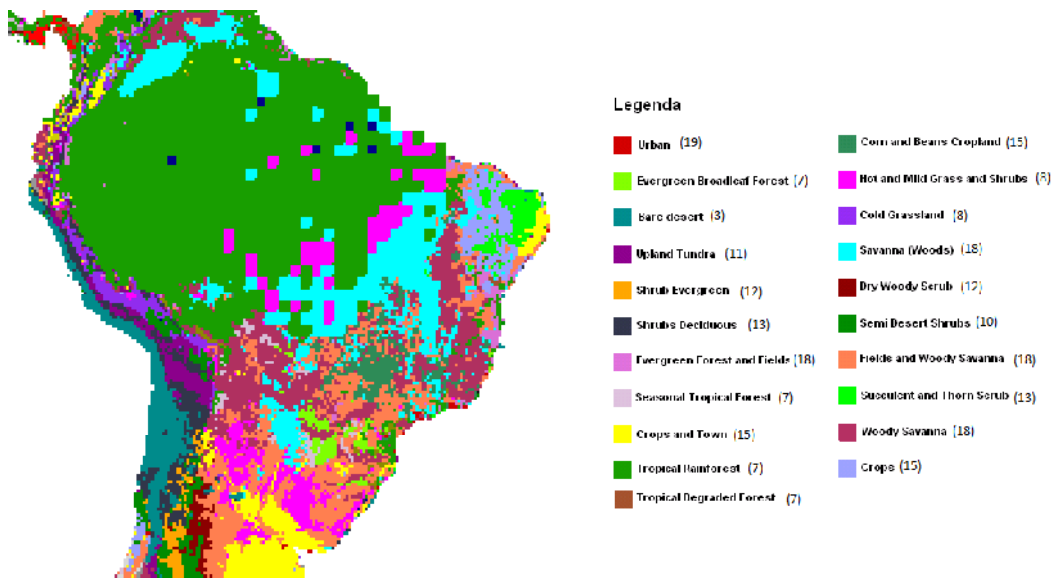 Legenda
Urban (19)
Evergreen Broadleaf Forest (7)
Bare desert (3)
Upland Tundra (11)
Shrub Evergreen (12)
Shrubs Deciduous (13)
Evergreen Forest and Fields (18)
Seasonal Tropical Forest (7)
Crops and Town (15)
Tropical Rainforest (7)
Tropical Degraded Forest (7)
Corn and Beans Cropland (15)
Hot and Mild Grass and Shrubs (8)
Cold Grassland (8)
Savanna (Woods) (18)
Dry Woody Scrub (12)
Semi Desert Shrubs (10)
Fields and Woody Savanna (18)
Succulent and Thorn Scrub (13)
Woody Savanna (18)
Crops (15)